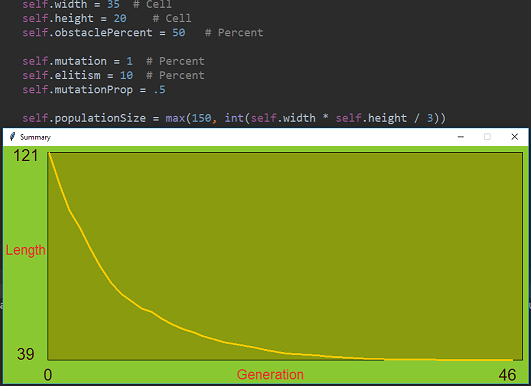 self.width = 35  # Cell
self.height = 20    # Cell
self.obstaclePercent = 50   # Percent
self.mutation = 1  # Percent
self.elitism = 10  # Percent
self.mutationProp = .5
self.populationSize = max(150, int(self.width * self.height / 3))
Summary
121
Length
39
0 Generation 46